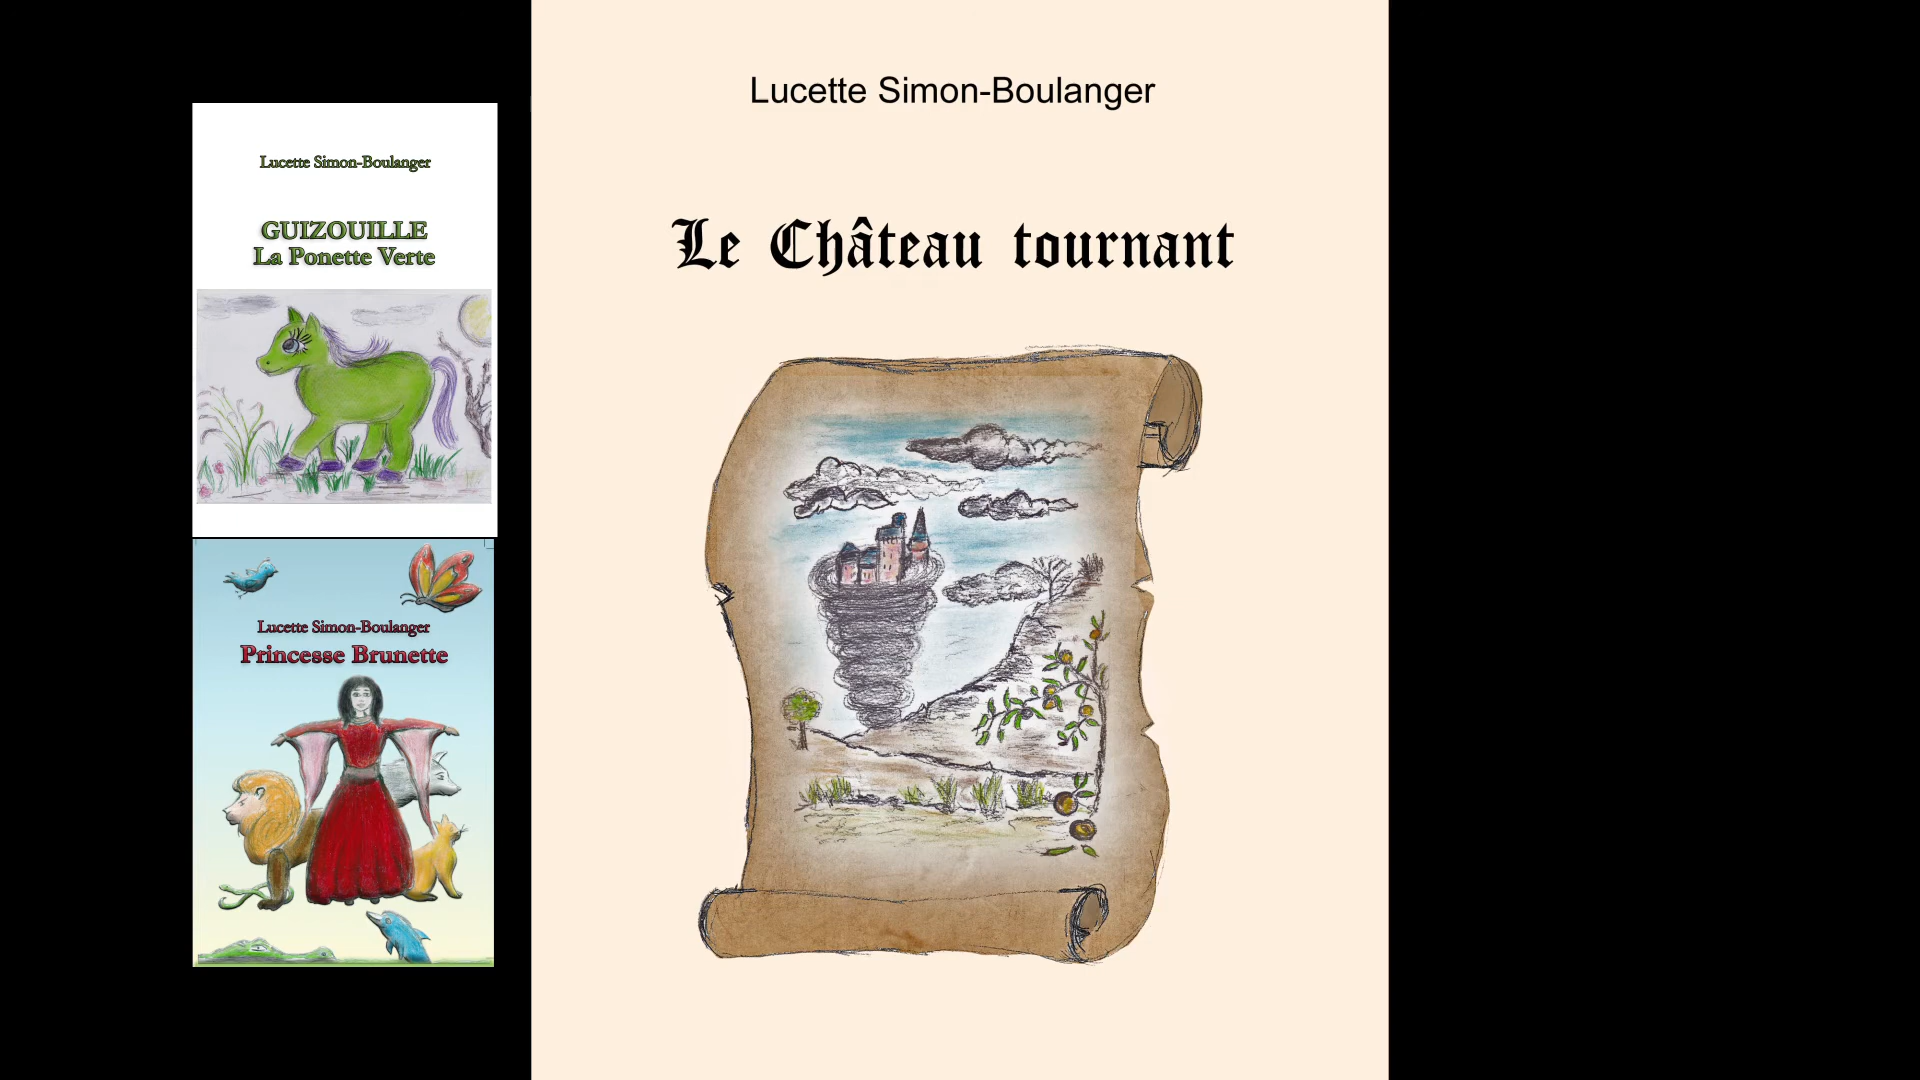 Lucette Simon-Boulanger
GUIZOUILLE
La Ponette Verte
Lucette Simon-Boulanger
Princesse Brunette
Lucette Simon-Boulanger
Le Château tournant